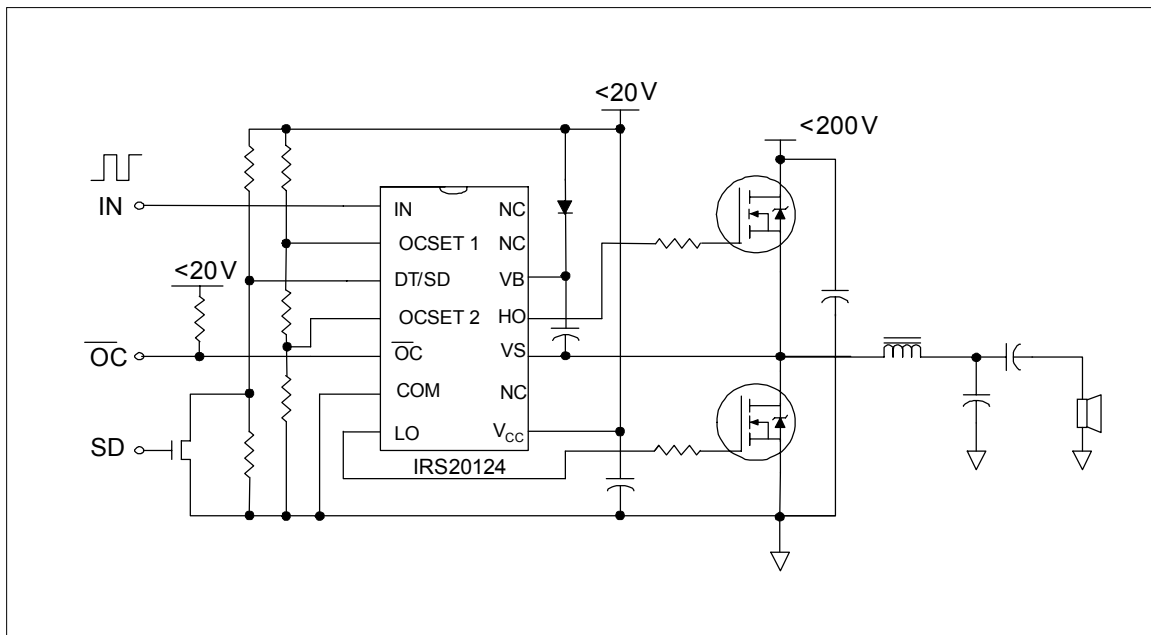 <20V
<200V
IN
IN
NC
OCSET 1
NC
<20V
DT/SD
VB
OCSET 2
HO
OC
OC
VS
COM
NC
SD
LO
VCC
IRS20124